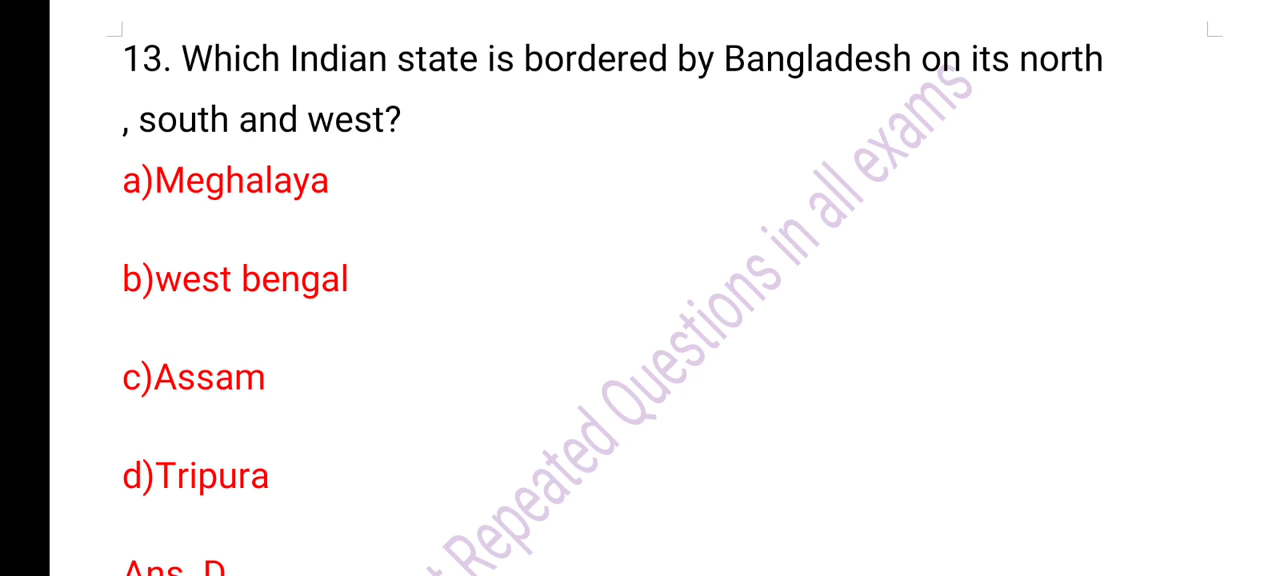 13. Which Indian state is bordered by Bangladesh on its north
, south and west?
a)Meghalaya
b)west bengal
c)Assam
d)Tripura
Ans. D
Repeated Questions in all exams